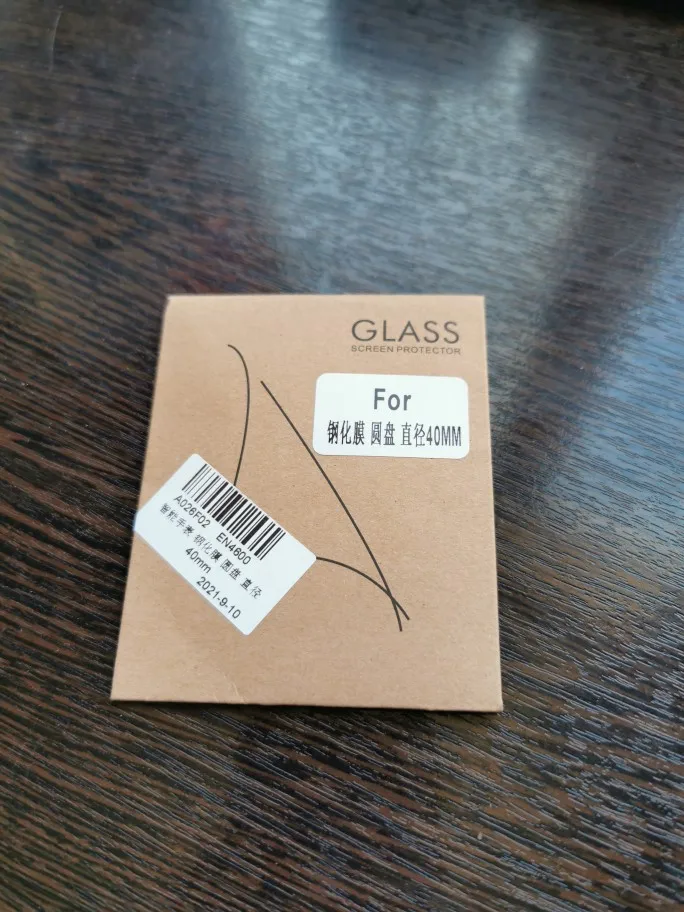 GLASS
SCREEN PROTECTOR
For
钢化膜 圆盘 直径40MM
A026F02 EN4600
智能手表 钢化膜 圆盘 直径
40mm
2021-9-10